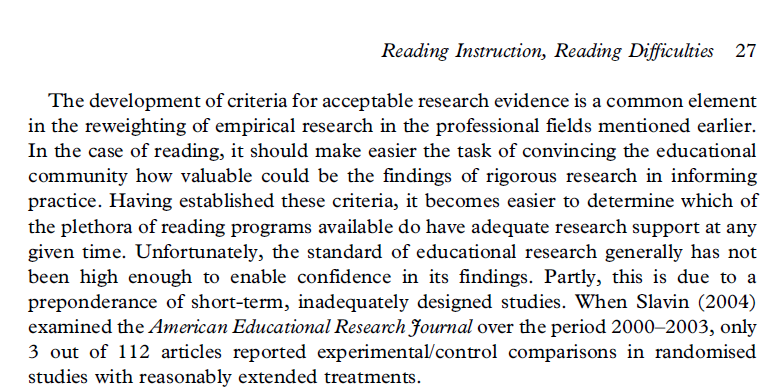 Reading Instruction, Reading Difficulties 27
The development of criteria for acceptable research evidence is a common element
in the reweighting of empirical research in the professional fields mentioned earlier.
In the case of reading, it should make easier the task of convincing the educational
community how valuable could be the findings of rigorous research in informing
practice. Having established these criteria, it becomes easier to determine which of
the plethora of reading programs available do have adequate research support at any
given time. Unfortunately, the standard of educational research generally has not
been high enough to enable confidence in its findings. Partly, this is due to a
preponderance of short-term, inadequately designed studies. When Slavin (2004)
examined the American Educational Research Journal over the period 2000–2003, only
3 out of 112 articles reported experimental/control comparisons in randomised
studies with reasonably extended treatments.